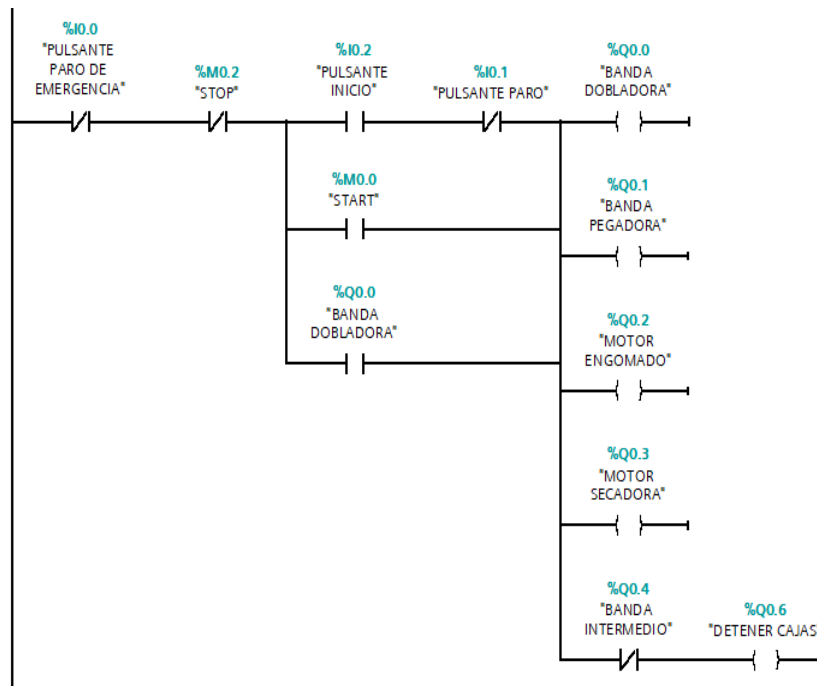 %I0.0
"PULSANTE
PARO DE
EMERGENCIA"
%M0.2
"STOP"
%I0.2
"PULSANTE
INICIO"
%I0.1
"PULSANTE PARO"
%Q0.0
"BANDA
DOBLADORA"
%M0.0
"START"
%Q0.1
"BANDA
PEGADORA"
%Q0.0
"BANDA
DOBLADORA"
%Q0.2
"MOTOR
ENGOMADO"
%Q0.3
"MOTOR
SECADORA"
%Q0.4
"BANDA
INTERMEDIO"
%Q0.6
"DETENER CAJAS"